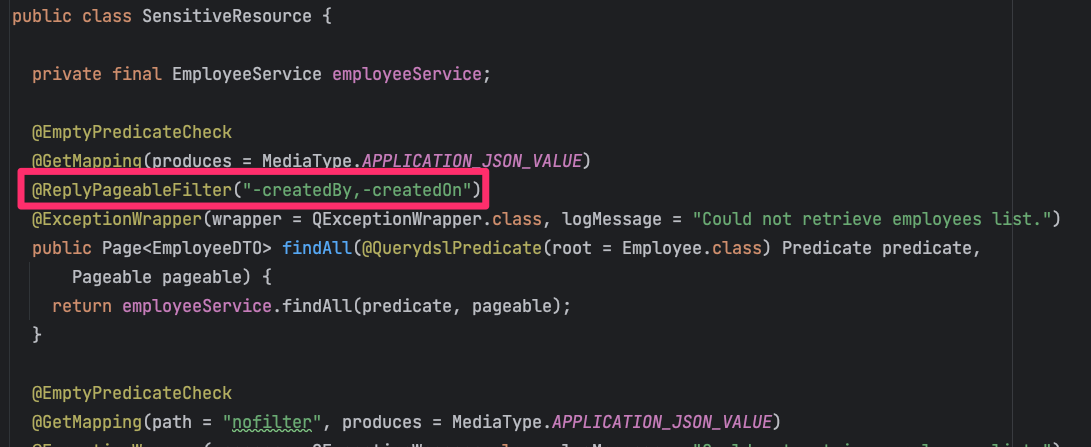 public class SensitiveResource {
private final EmployeeService employeeService;
@EmptyPredicateCheck
@GetMapping(produces = MediaType.APPLICATION_JSON_VALUE)
@ReplyPageableFilter("-createdBy,-createdOn")
@ExceptionWrapper(wrapper = QExceptionWrapper.class, logMessage = "Could not retrieve employees list.")
public Page<EmployeeDTO> findAll(@QuerydslPredicate(root = Employee.class) Predicate predicate,
Pageable pageable) {
return employeeService.findAll(predicate, pageable);
}
@EmptyPredicateCheck
@GetMapping(path = "nofilter", produces = MediaType.APPLICATION_JSON_VALUE)